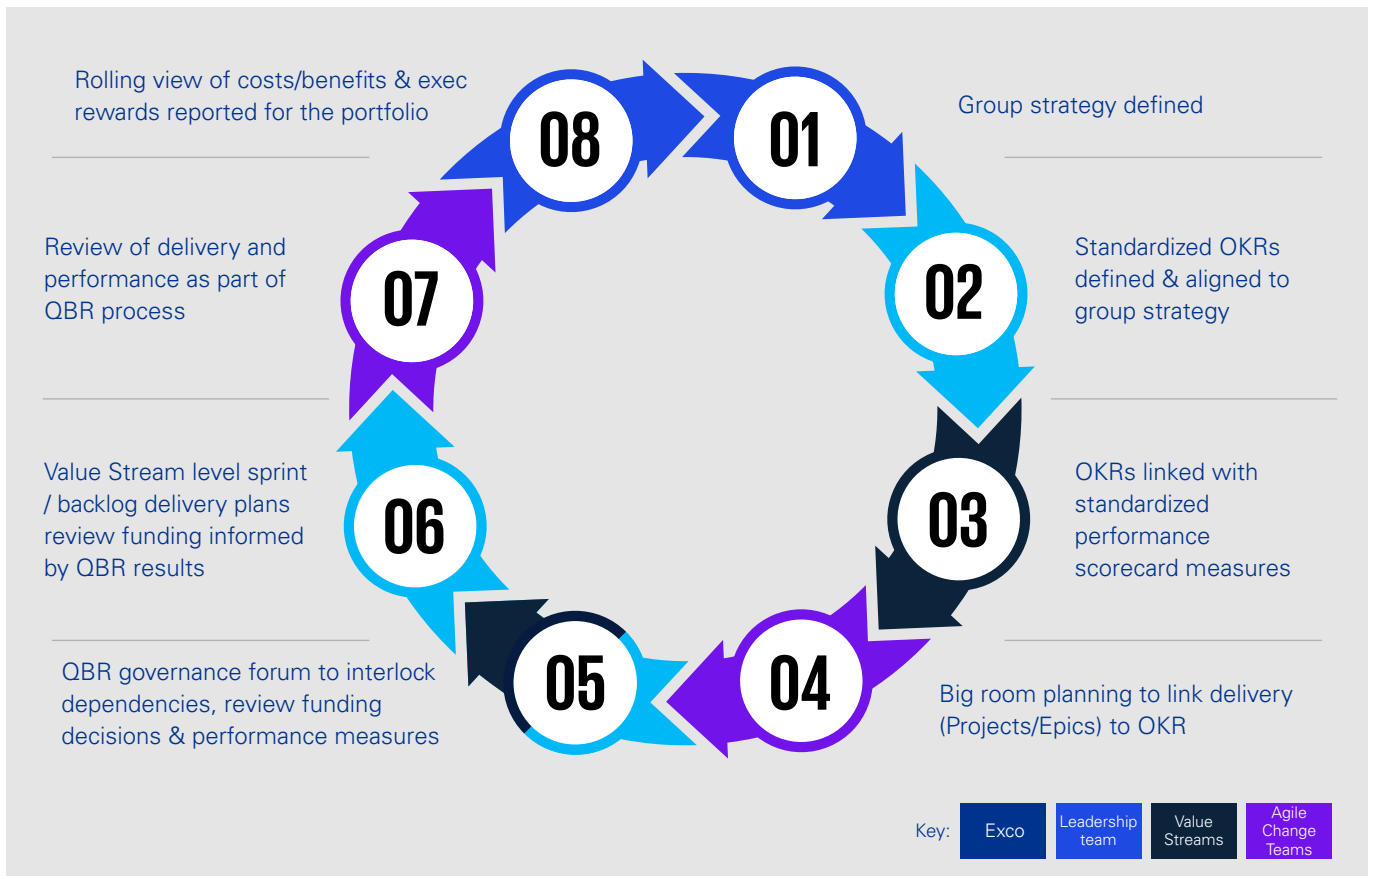 01
Group strategy defined
02
Standardized OKRs
defined & aligned to
group strategy
03
OKRs linked with
standardized
performance
scorecard measures
04
Big room planning to link delivery
(Projects/Epics) to OKR
05
QBR governance forum to interlock
dependencies, review funding
decisions & performance measures
06
Value Stream level sprint
/ backlog delivery plans
review funding informed
by QBR results
07
Review of delivery and
performance as part of
QBR process
08
Rolling view of costs/benefits & exec
rewards reported for the portfolio
Key:
Exco
Leadership
team
Value
Streams
Agile
Change
Teams